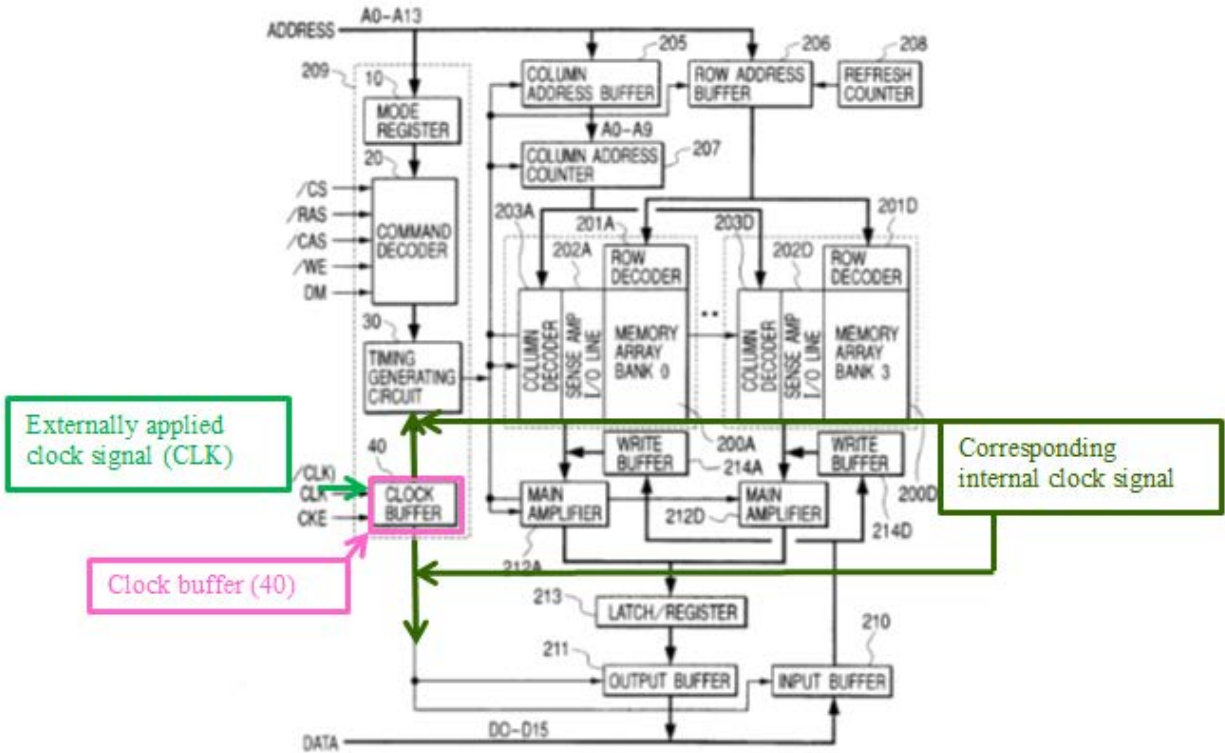 A0-A13
ADDRESS
209
10
MODE
REGISTER
20
/CS
/RAS
/CAS
/WE
DM
COMMAND
DECODER
30
TIMING
GENERATING
CIRCUIT
Externally applied
clock signal (CLK)
/CLK)
CLK
CKE
40
CLOCK
BUFFER
Clock buffer (40)
205
COLUMN
ADDRESS BUFFER
206
ROW ADDRESS
BUFFER
208
REFRESH
COUNTER
A0-A9
COLUMN ADDRESS
COUNTER
207
203A
201A
202A
ROW
DECODER
COLUMN
DECODER
SENSE AMP
I/O LINE
MEMORY
ARRAY
BANK 0
203D
201D
202D
ROW
DECODER
COLUMN
DECODER
SENSE AMP
I/O LINE
MEMORY
ARRAY
BANK 3
WRITE
BUFFER
200A
214A
WRITE
BUFFER
200D
214D
Corresponding
internal clock signal
MAIN
AMPLIFIER
212A
MAIN
AMPLIFIER
212D
213
LATCH/REGISTER
211
OUTPUT BUFFER
210
INPUT BUFFER
DO-D15
DATA